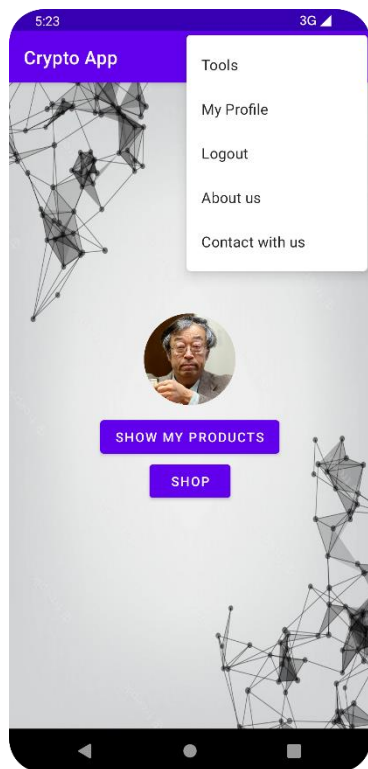 5:23
3G
Crypto App
Tools
My Profile
Logout
About us
Contact with us
SHOW MY PRODUCTS
SHOP